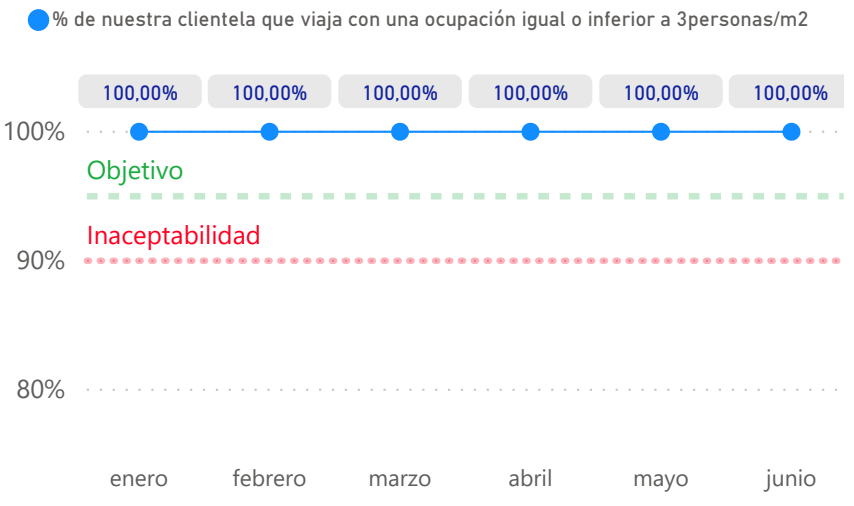 % de nuestra clientela que viaja con una ocupación igual o inferior a 3personas/m2
100,00% 100,00% 100,00% 100,00% 100,00% 100,00%
100%
Objetivo
Inaceptabilidad
90%
80%
enero febrero marzo abril mayo junio